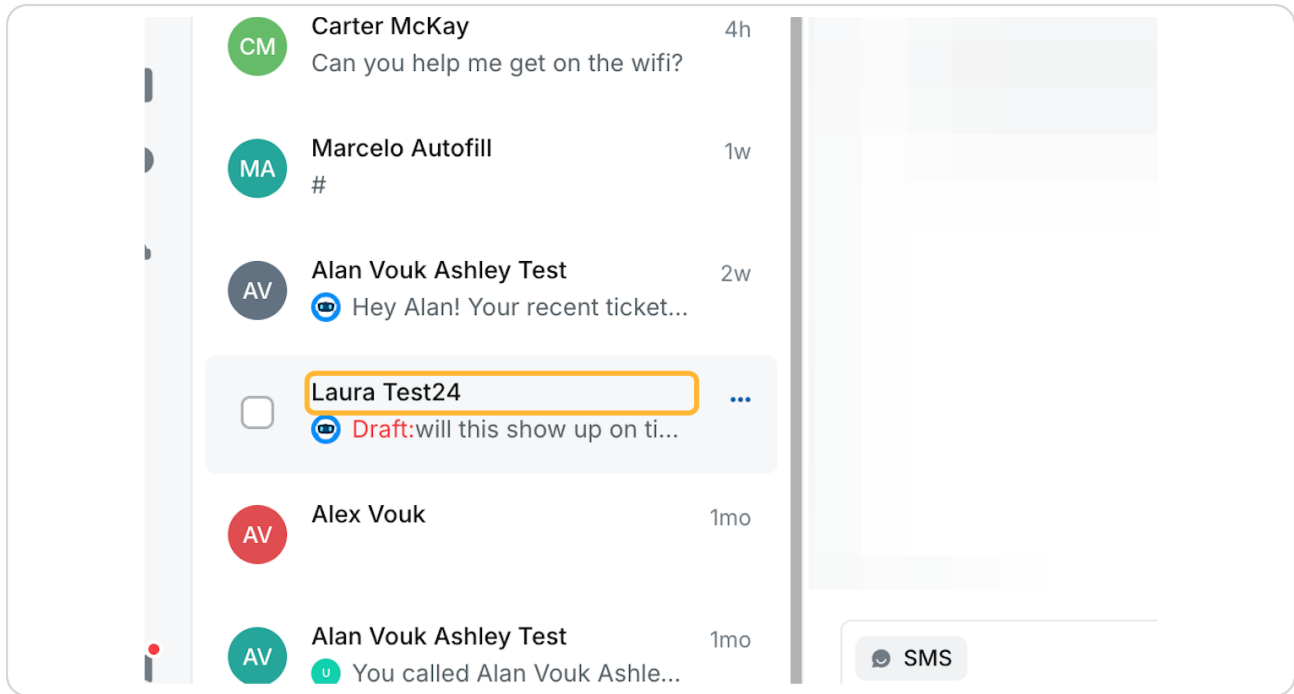 CM
Carter McKay
4h
Can you help me get on the wifi?
MA
Marcelo Autofill
1w
#
AV
Alan Vouk Ashley Test
2w
Hey Alan! Your recent ticket...
Laura Test24
...
Draft:will this show up on ti...
AV
Alex Vouk
1mo
AV
Alan Vouk Ashley Test
1mo
U
You called Alan Vouk Ashle...
SMS